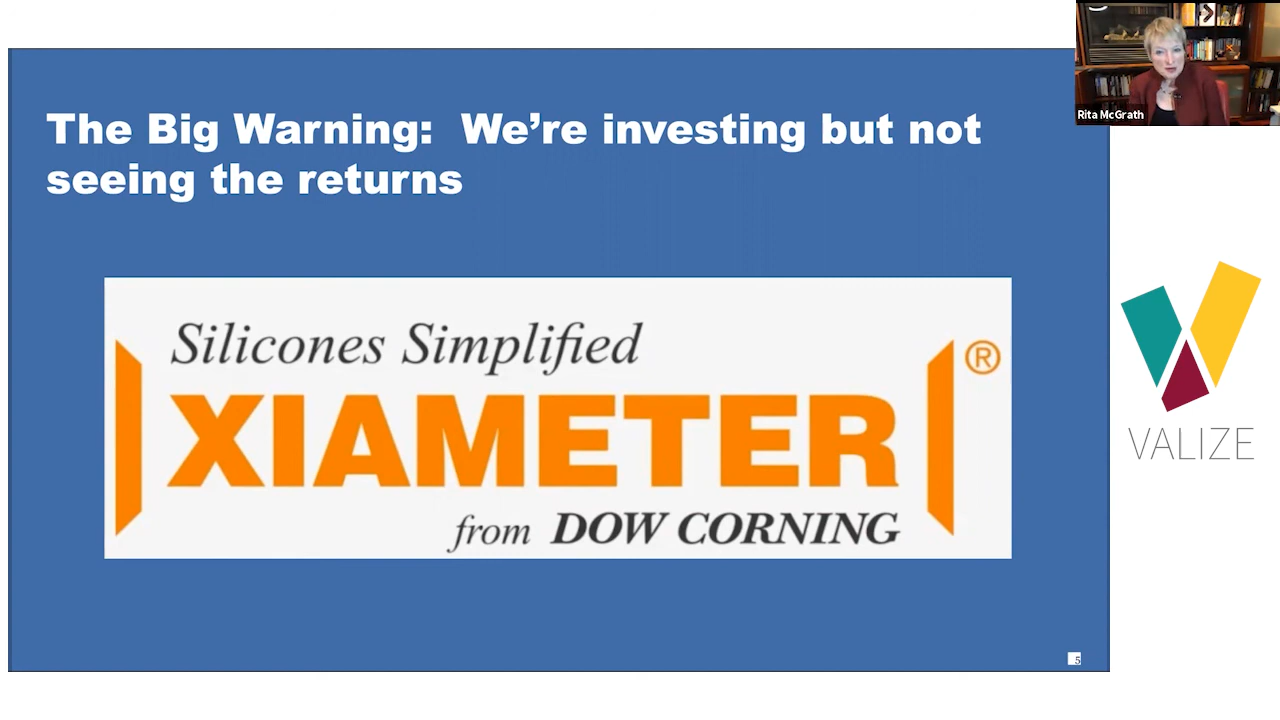 The Big Warning:  We’re investing but not
seeing the returns
Silicones Simplified
XIAMETER
®
from DOW CORNING
5
Rita McGrath
VALIZE